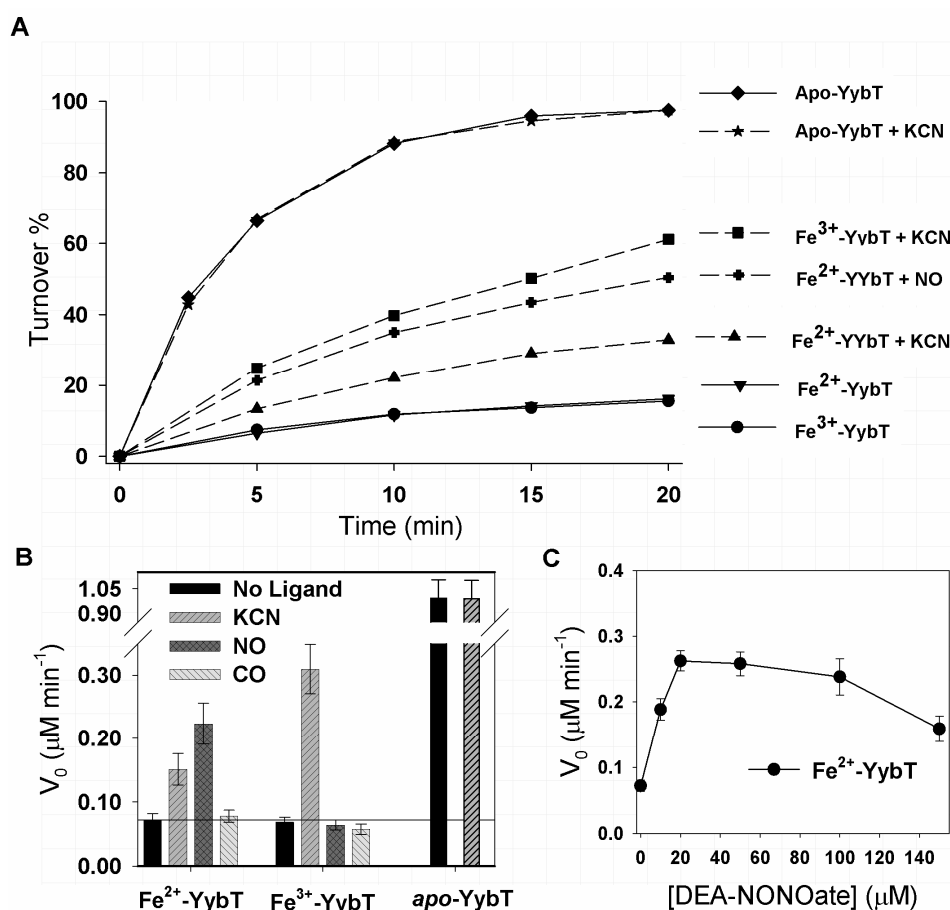 A
Turnover %
100
80
60
40
20
0
0 5 10 15 20
Time (min)
Apo-YybT
Apo-YybT + KCN
Fe³⁺-YybT + KCN
Fe²⁺-YYbT + NO
Fe²⁺-YYbT + KCN
Fe²⁺-YybT
Fe³⁺-YybT
B
V₀ (μM min⁻¹)
1.05
0.90
0.30
0.20
0.10
0.00
No Ligand
KCN
NO
CO
Fe²⁺-YybT Fe³⁺-YybT apo-YybT
C
V₀ (μM min⁻¹)
0.4
0.3
0.2
0.1
0.0
Fe²⁺-YybT
0 20 40 60 80 100 120 140
[DEA-NONOate] (μM)